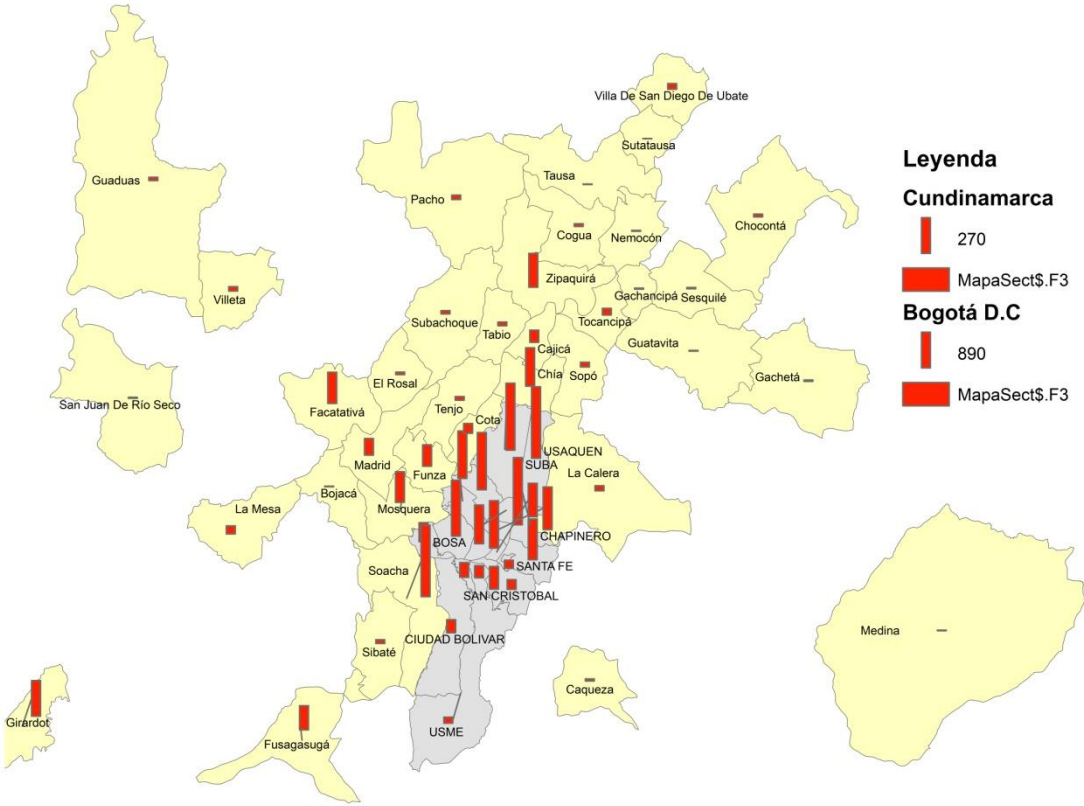 Villa De San Diego De Ubate
Sutatausa
Guaduas
Tausa
Pacho
Chocontá
Cogua
Nemocón
Zipaquirá
Villeta
Gachancipá
Sesquilé
Subachoque
Tabio
Tocancipá
Guatavita
Cajicá
Chía
Sopó
El Rosal
Gachetá
San Juan De Río Seco
Facatativá
Tenjo
Cota
USAQUEN
Madrid
Funza
SUBA
La Calera
Bojacá
Mosquera
La Mesa
CHAPINERO
BOSA
SANTA FE
Soacha
SAN CRISTOBAL
CIUDAD BOLIVAR
Medina
Sibaté
Caqueza
Girardot
USME
Fusagasugá
Leyenda
Cundinamarca
270
MapaSect$.F3
Bogotá D.C
890
MapaSect$.F3